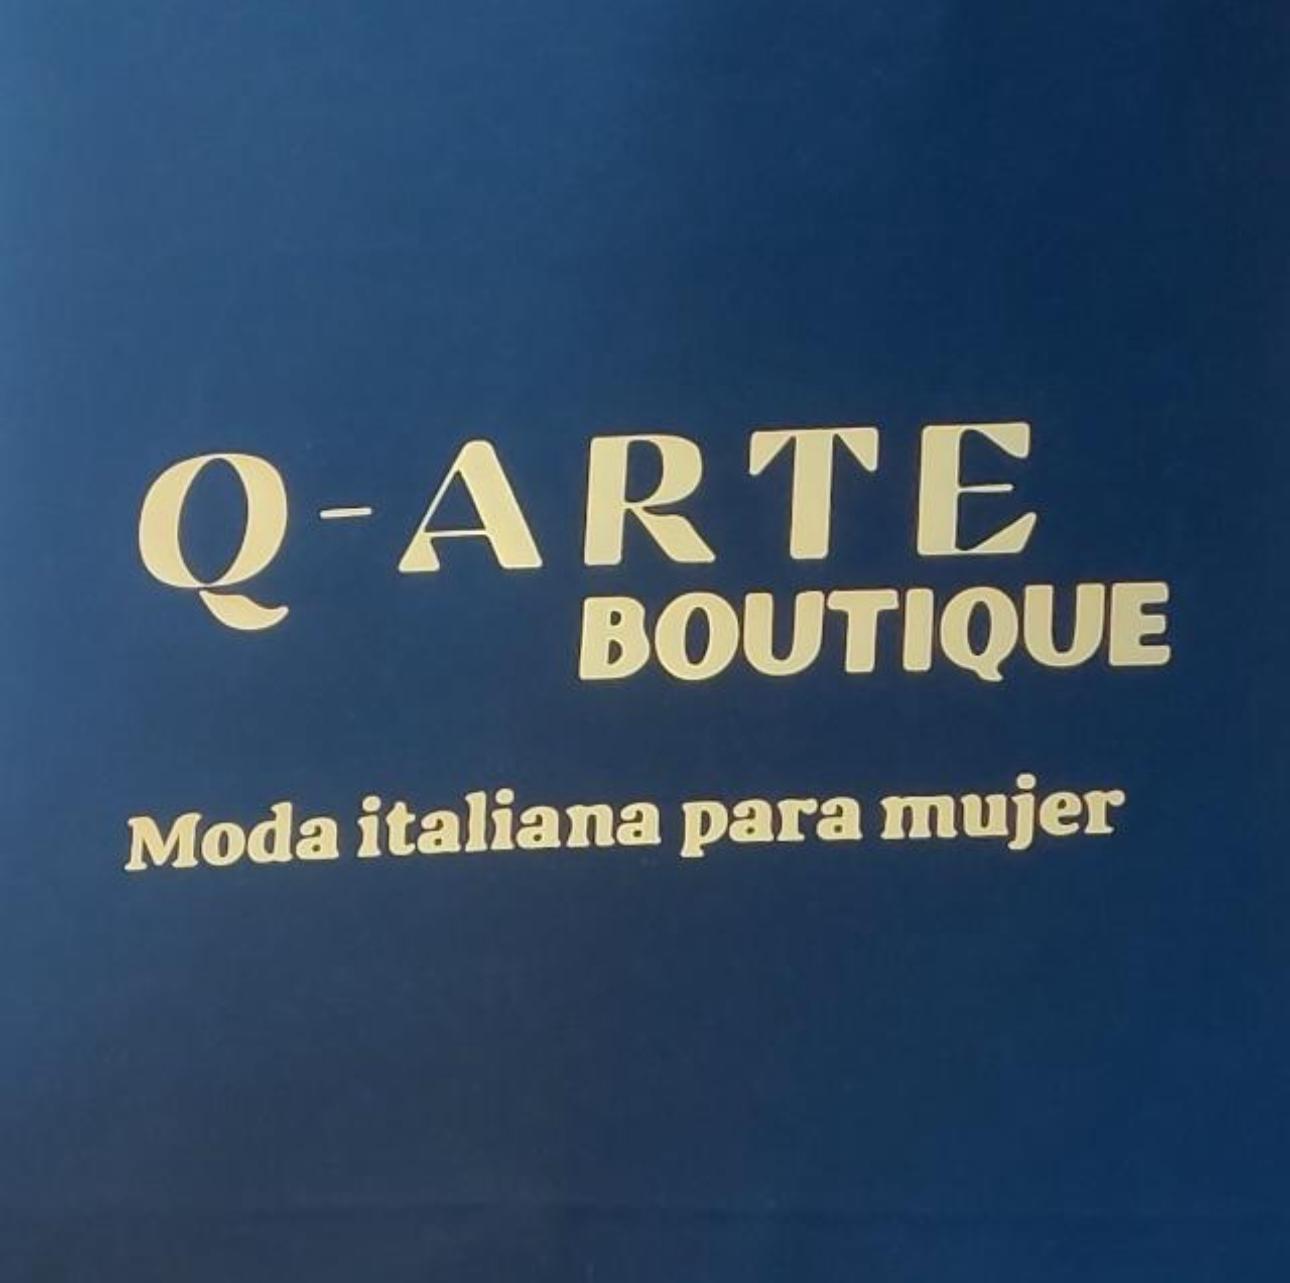 Q-ARTE
BOUTIQUE
Moda italiana para mujer